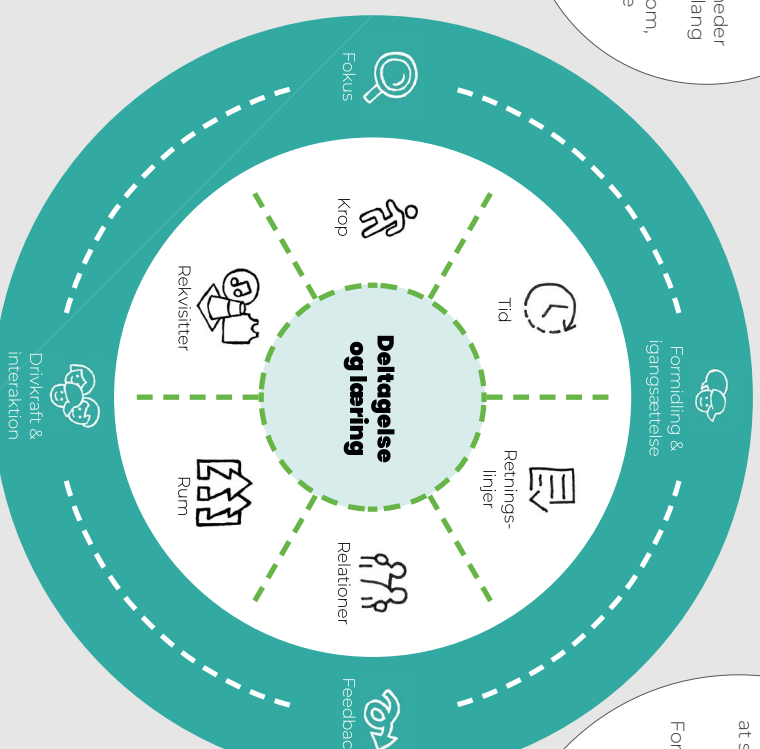 lang
om,
e
at s
For
Formidling &
igangsættelse
Tid
Retnings-
linjer
Fokus
Krop
Deltagelse
og læring
Relationer
Feedbac
Rekvisitter
Rum
Drivkraft &
interaktion